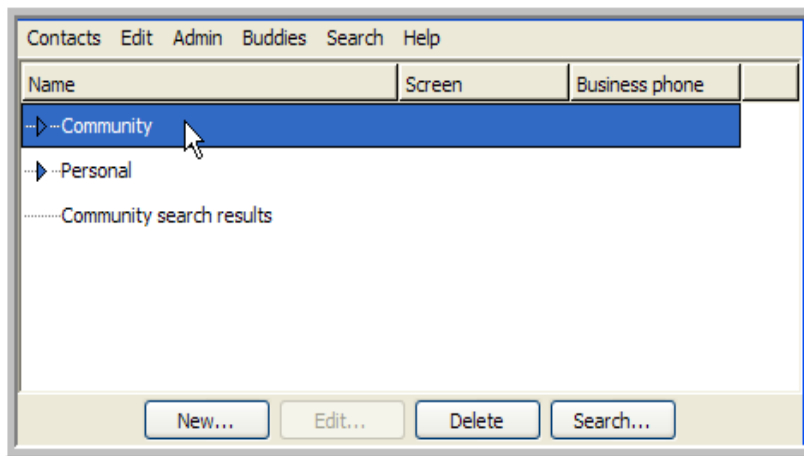 Contacts Edit Admin Buddies Search Help
Name Screen Business phone
Community
Personal
Community search results
New... Edit... Delete Search...